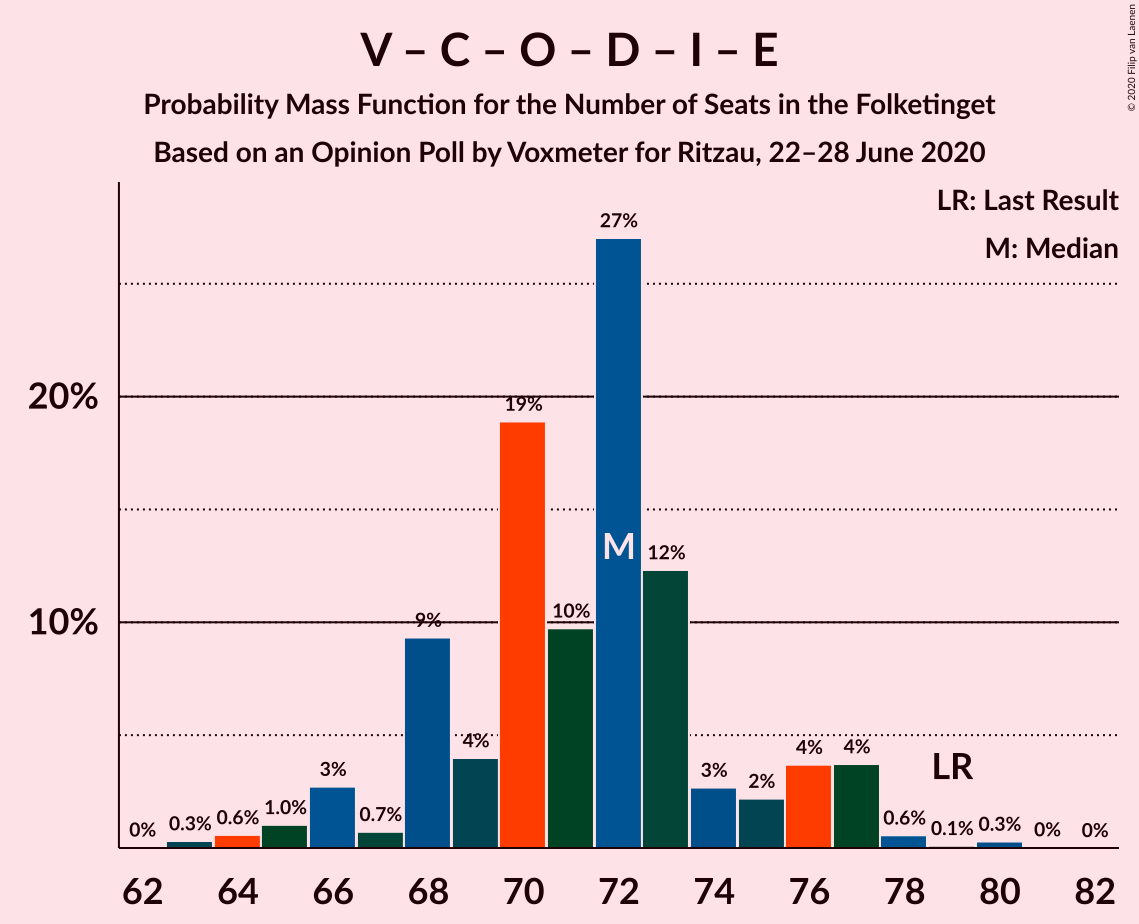 V – C – O – D – I – E
Probability Mass Function for the Number of Seats in the Folketinget
Based on an Opinion Poll by Voxmeter for Ritzau, 22–28 June 2020
© 2020 Filip van Laenen
LR: Last Result
M: Median
20%
10%
0%
0.3%
0.6%
1.0%
3%
0.7%
9%
4%
19%
10%
27%
M
12%
3%
2%
4%
4%
0.6%
LR
0.1%
0.3%
0%
0%
62 64 66 68 70 72 74 76 78 80 82